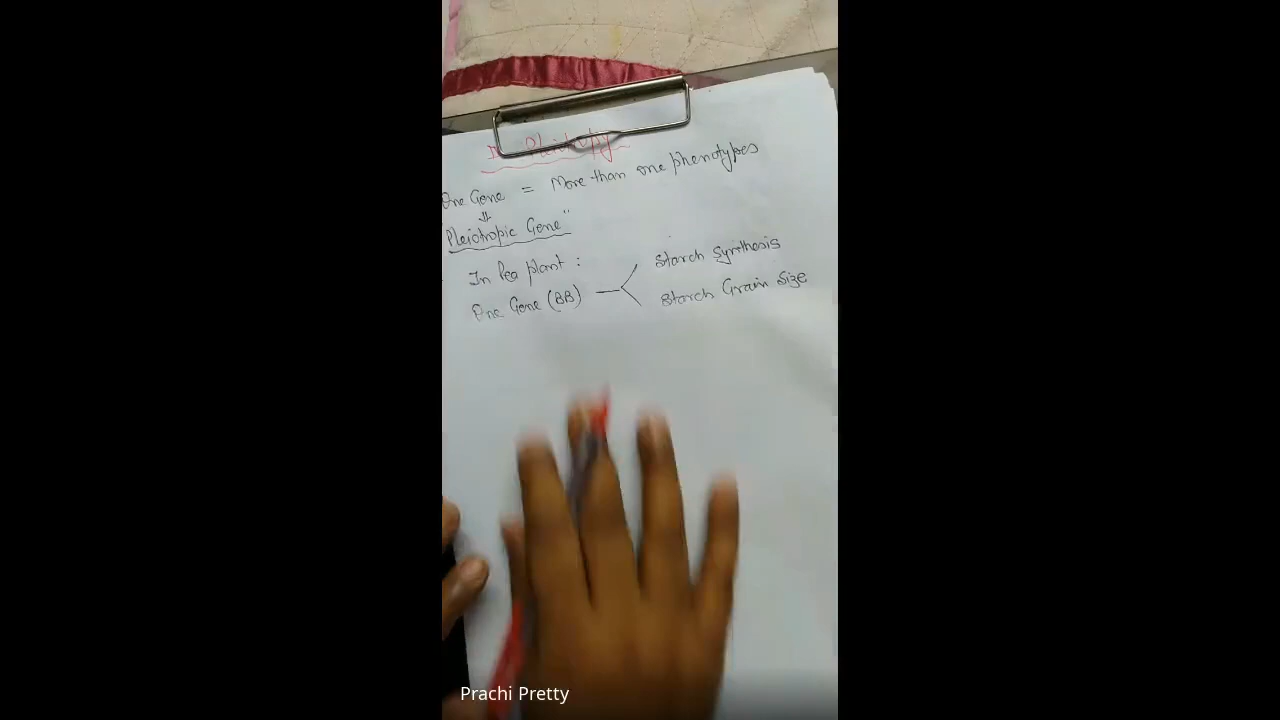 Pleiotropy
One Gene = More than one phenotypes
⇓
Pleiotropic Gene"
In Pea plant :
One Gene (BB) — < Starch Synthesis
Starch Grain Size
Prachi Pretty